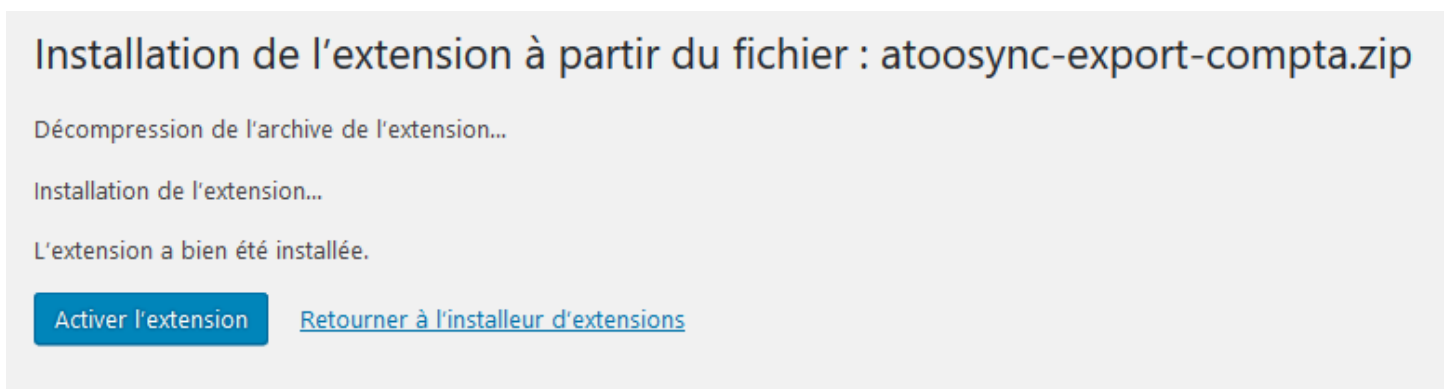 Installation de l’extension à partir du fichier : atoosync-export-compta.zip
Décompression de l’archive de l’extension…
Installation de l’extension…
L’extension a bien été installée.
Activer l’extension Retourner à l’installeur d’extensions